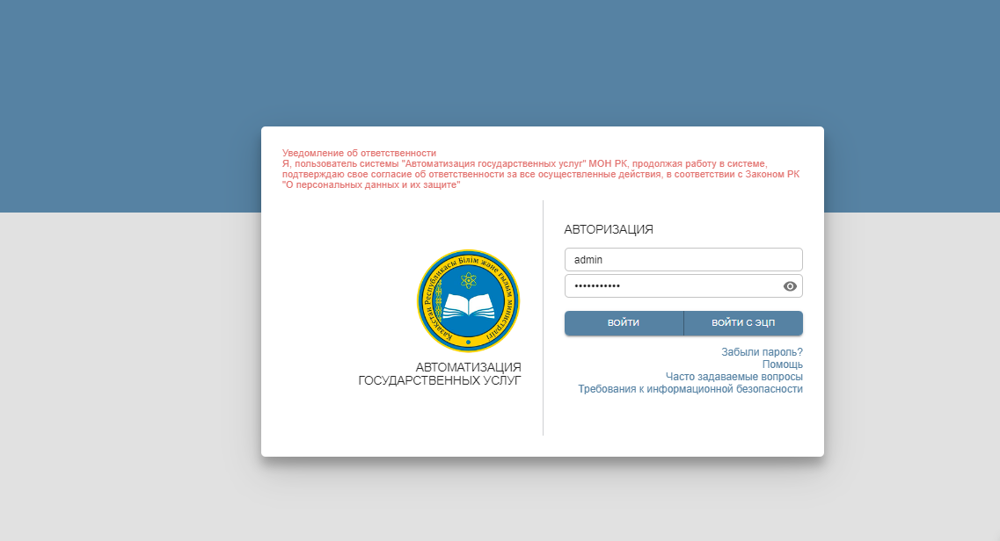 Уведомление об ответственности
Я, пользователь системы "Автоматизация государственных услуг" МОН РК, продолжая работу в системе,
подтверждаю свое согласие об ответственности за все осуществленные действия, в соответствии с Законом РК
"О персональных данных и их защите"
Қазақстан Республикасы Білім және ғылым министрлігі
АВТОМАТИЗАЦИЯ
ГОСУДАРСТВЕННЫХ УСЛУГ
АВТОРИЗАЦИЯ
admin
•••••••••••
ВОЙТИ
ВОЙТИ С ЭЦП
Забыли пароль?
Помощь
Часто задаваемые вопросы
Требования к информационной безопасности